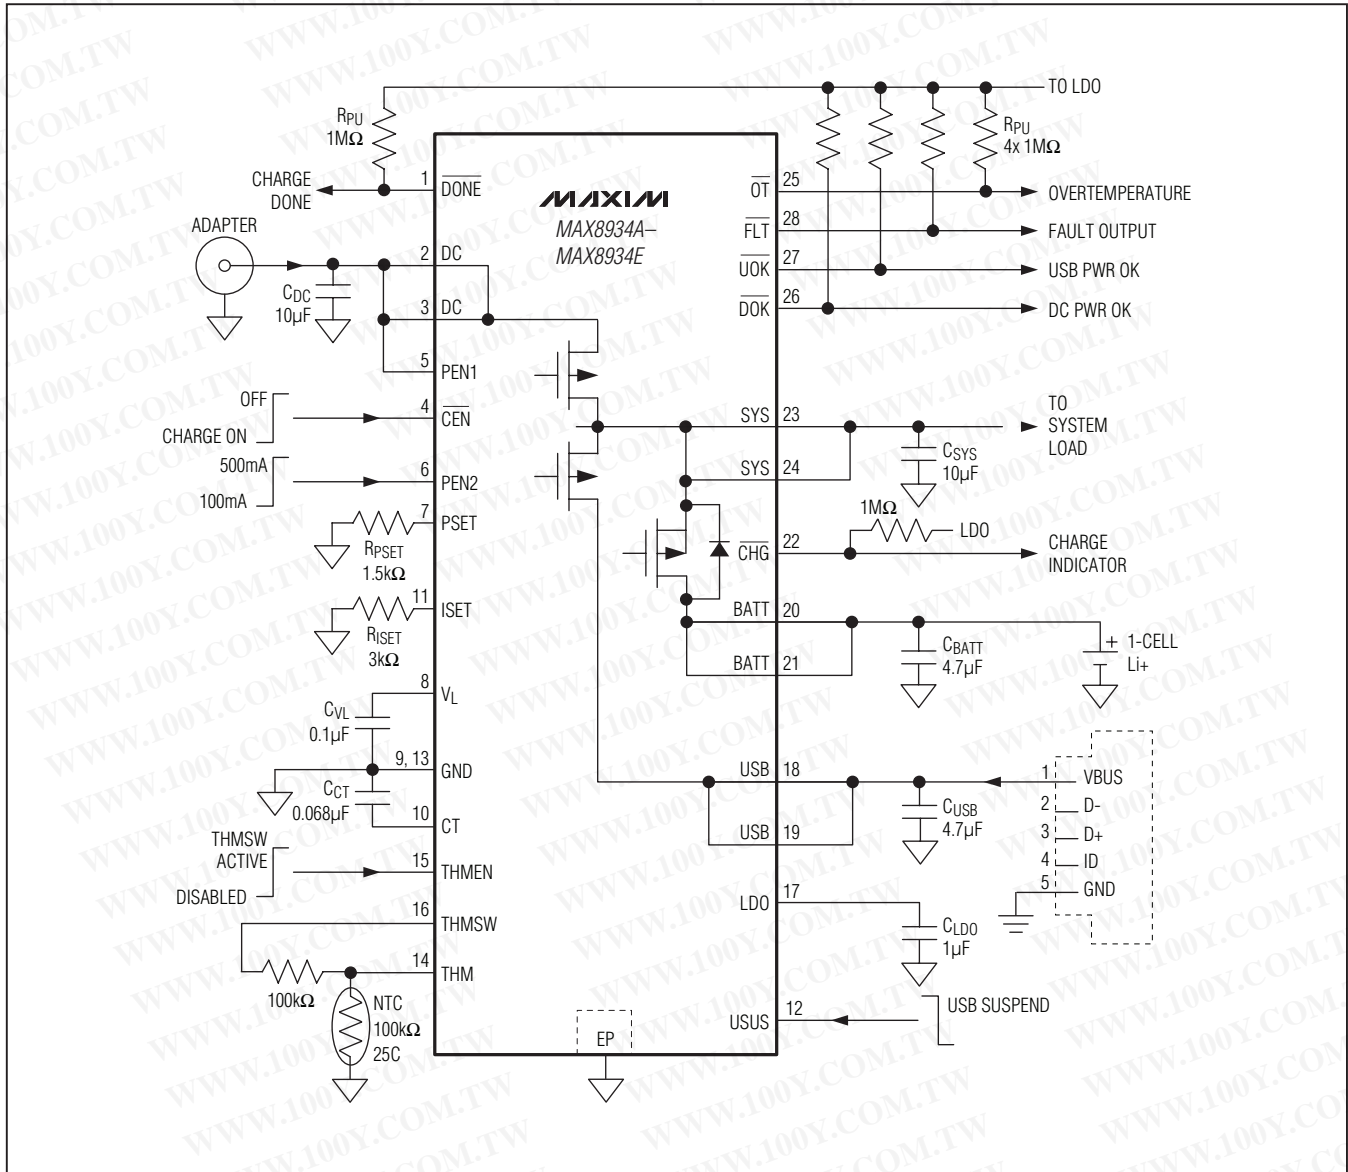 TO LDO
RPU
1MΩ
RPU
4x 1MΩ
CHARGE
DONE
1
DONE
MAXIM
MAX8934A–
MAX8934E
OT
25
OVERTEMPERATURE
FLT
28
FAULT OUTPUT
UOK
27
USB PWR OK
DOK
26
DC PWR OK
ADAPTER
2
DC
CDC
10µF
3
DC
5
PEN1
OFF
CHARGE ON
4
CEN
500mA
100mA
6
PEN2
7
PSET
RPSET
1.5kΩ
11
ISET
RISET
3kΩ
8
VL
CVL
0.1µF
9, 13
GND
CCT
0.068µF
10
CT
THMSW
ACTIVE
DISABLED
15
THMEN
16
THMSW
14
THM
100kΩ
NTC
100kΩ
25C
EP
SYS
23
TO
SYSTEM
LOAD
SYS
24
CSYS
10µF
1MΩ
LDO
CHG
22
CHARGE
INDICATOR
BATT
20
BATT
21
CBATT
4.7µF
+ 1-CELL
Li+
USB
18
USB
19
CUSB
4.7µF
1
VBUS
2
D-
3
D+
4
ID
5
GND
LDO
17
CLDO
1µF
USUS
12
USB SUSPEND
WWW.100Y.COM.TW